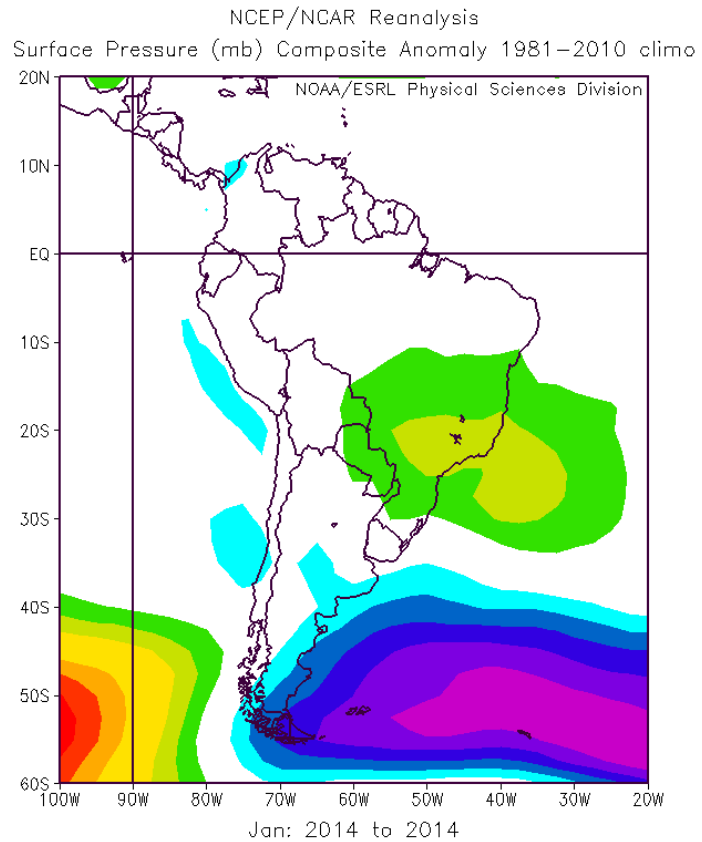 NCEP/NCAR Reanalysis
Surface Pressure (mb) Composite Anomaly 1981-2010 climo
NOAA/ESRL Physical Sciences Division
20N
10N
EQ
10S
20S
30S
40S
50S
60S
100W 90W 80W 70W 60W 50W 40W 30W 20W
Jan: 2014 to 2014